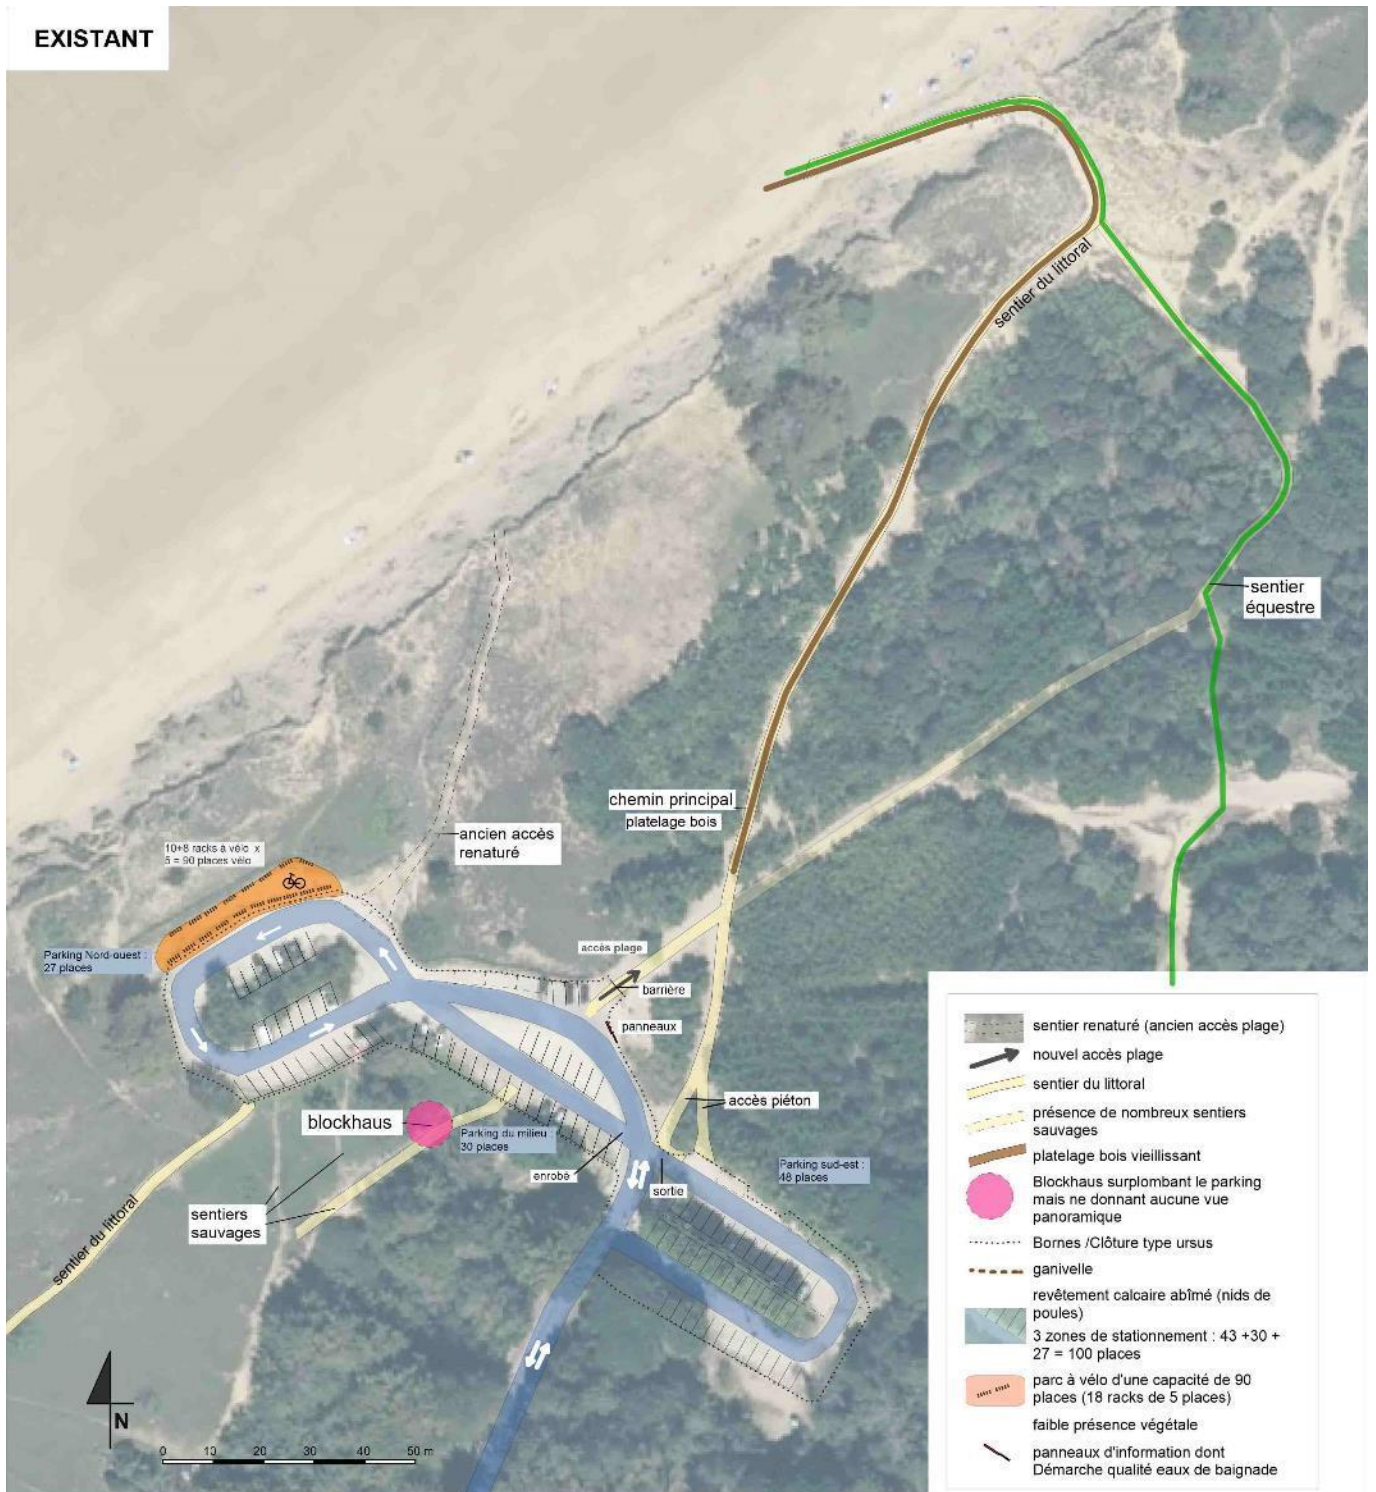 EXISTANT
sentier du littoral
sentier
équestre
chemin principal
platelage bois
ancien accès
renaturé
10+8 racks à vélo x
5 = 90 places vélo
Parking Nord-ouest :
27 places
accès plage
barrière
panneaux
accès piéton
blockhaus
Parking du milieu :
30 places
enrobé
sortie
Parking sud-est :
48 places
sentiers
sauvages
sentier du littoral
N
0 10 20 30 40 50 m
sentier renaturé (ancien accès plage)
nouvel accès plage
sentier du littoral
présence de nombreux sentiers
sauvages
platelage bois vieillissant
Blockhaus surplombant le parking
mais ne donnant aucune vue
panoramique
Bornes /Clôture type ursus
ganivelle
revêtement calcaire abîmé (nids de
poules)
3 zones de stationnement : 43 +30 +
27 = 100 places
parc à vélo d'une capacité de 90
places (18 racks de 5 places)
faible présence végétale
panneaux d'information dont
Démarche qualité eaux de baignade